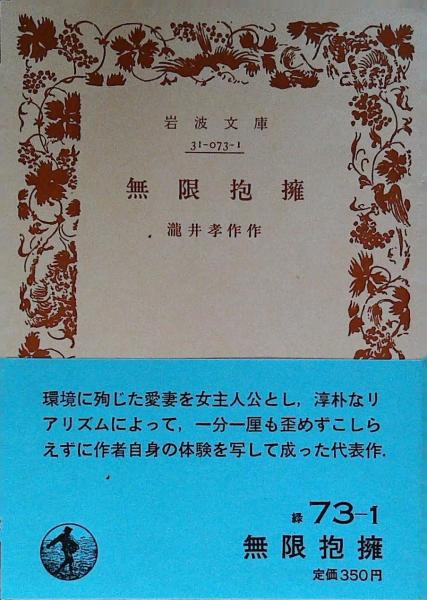 岩波文庫
31-073-1
無限抱擁
瀧井孝作作
環境に殉じた愛妻を女主人公とし，淳朴なリ
アリズムによって，一分一厘も歪めずこしら
えずに作者自身の体験を写して成った代表作．
緑 73-1
無限抱擁
定価350円